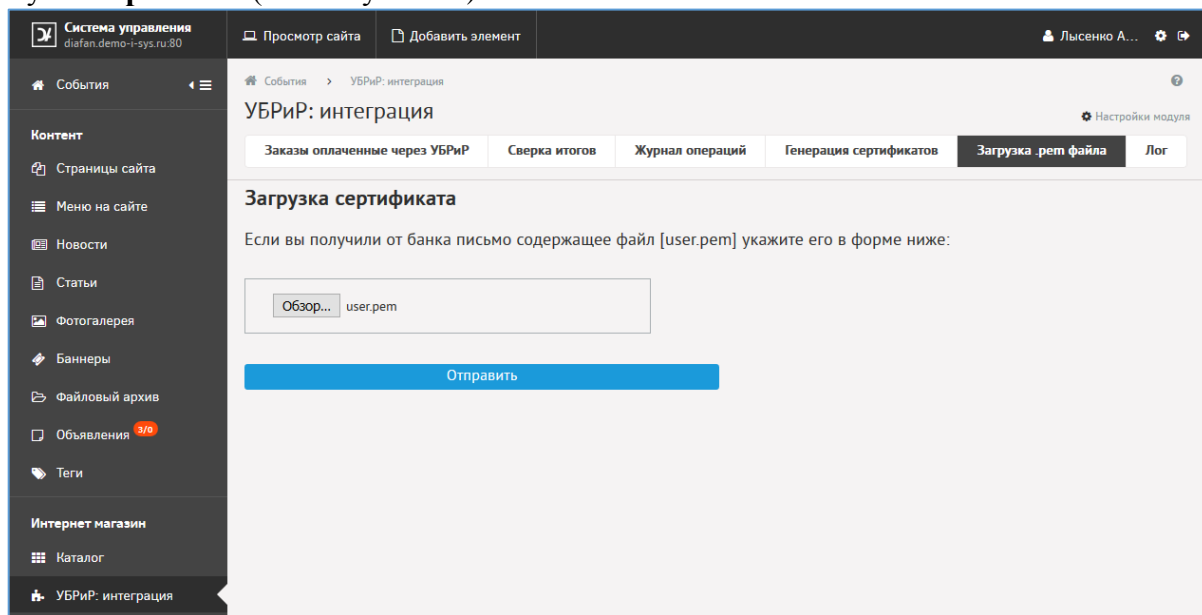 Система управления
diafan.demo-i-sys.ru:80
Просмотр сайта
Добавить элемент
Лысенко А...
События
События > УБРиР: интеграция
УБРиР: интеграция
Настройки модуля
Контент
Заказы оплаченные через УБРиР
Сверка итогов
Журнал операций
Генерация сертификатов
Загрузка .pem файла
Лог
Страницы сайта
Меню на сайте
Новости
Статьи
Фотогалерея
Баннеры
Файловый архив
Объявления 3/0
Теги
Интернет магазин
Каталог
УБРиР: интеграция
Загрузка сертификата
Если вы получили от банка письмо содержащее файл [user.pem] укажите его в форме ниже:
Обзор... user.pem
Отправить